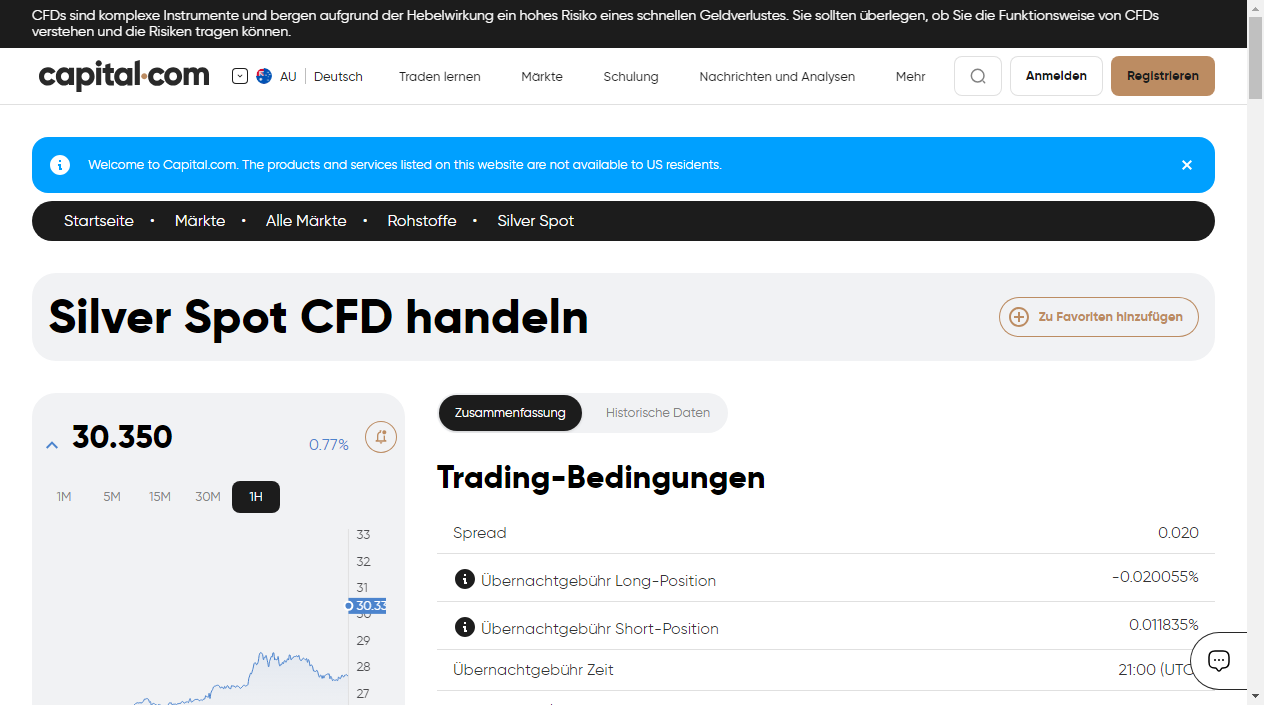 CFDs sind komplexe Instrumente und bergen aufgrund der Hebelwirkung ein hohes Risiko eines schnellen Geldverlustes. Sie sollten überlegen, ob Sie die Funktionsweise von CFDs
verstehen und die Risiken tragen können.
capital.com AU Deutsch Traden lernen Märkte Schulung Nachrichten und Analysen Mehr Anmelden Registrieren
Welcome to Capital.com. The products and services listed on this website are not available to US residents.
Startseite • Märkte • Alle Märkte • Rohstoffe • Silver Spot
Silver Spot CFD handeln
Zu Favoriten hinzufügen
30.350 0.77%
1M 5M 15M 30M 1H
33
32
31
30.33
30
29
28
27
Zusammenfassung Historische Daten
Trading-Bedingungen
Spread 0.020
Übernachtgebühr Long-Position -0.020055%
Übernachtgebühr Short-Position 0.011835%
Übernachtgebühr Zeit 21:00 (UTC